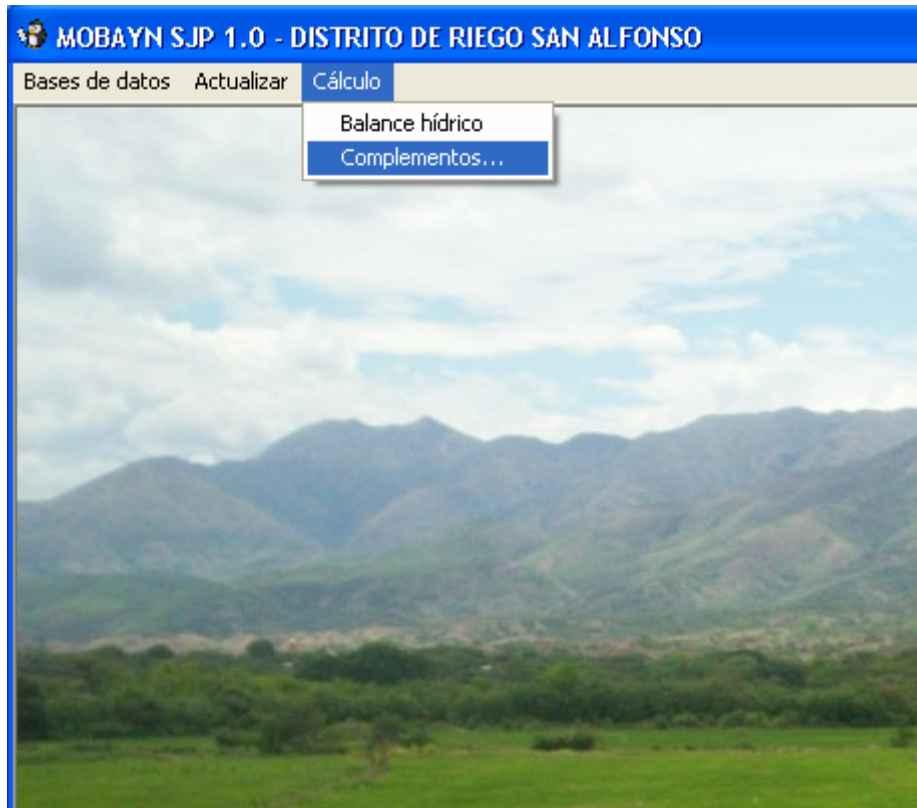 MOBAYN SJP 1.0 - DISTRITO DE RIEGO SAN ALFONSO
Bases de datos Actualizar Cálculo
Balance hídrico
Complementos...